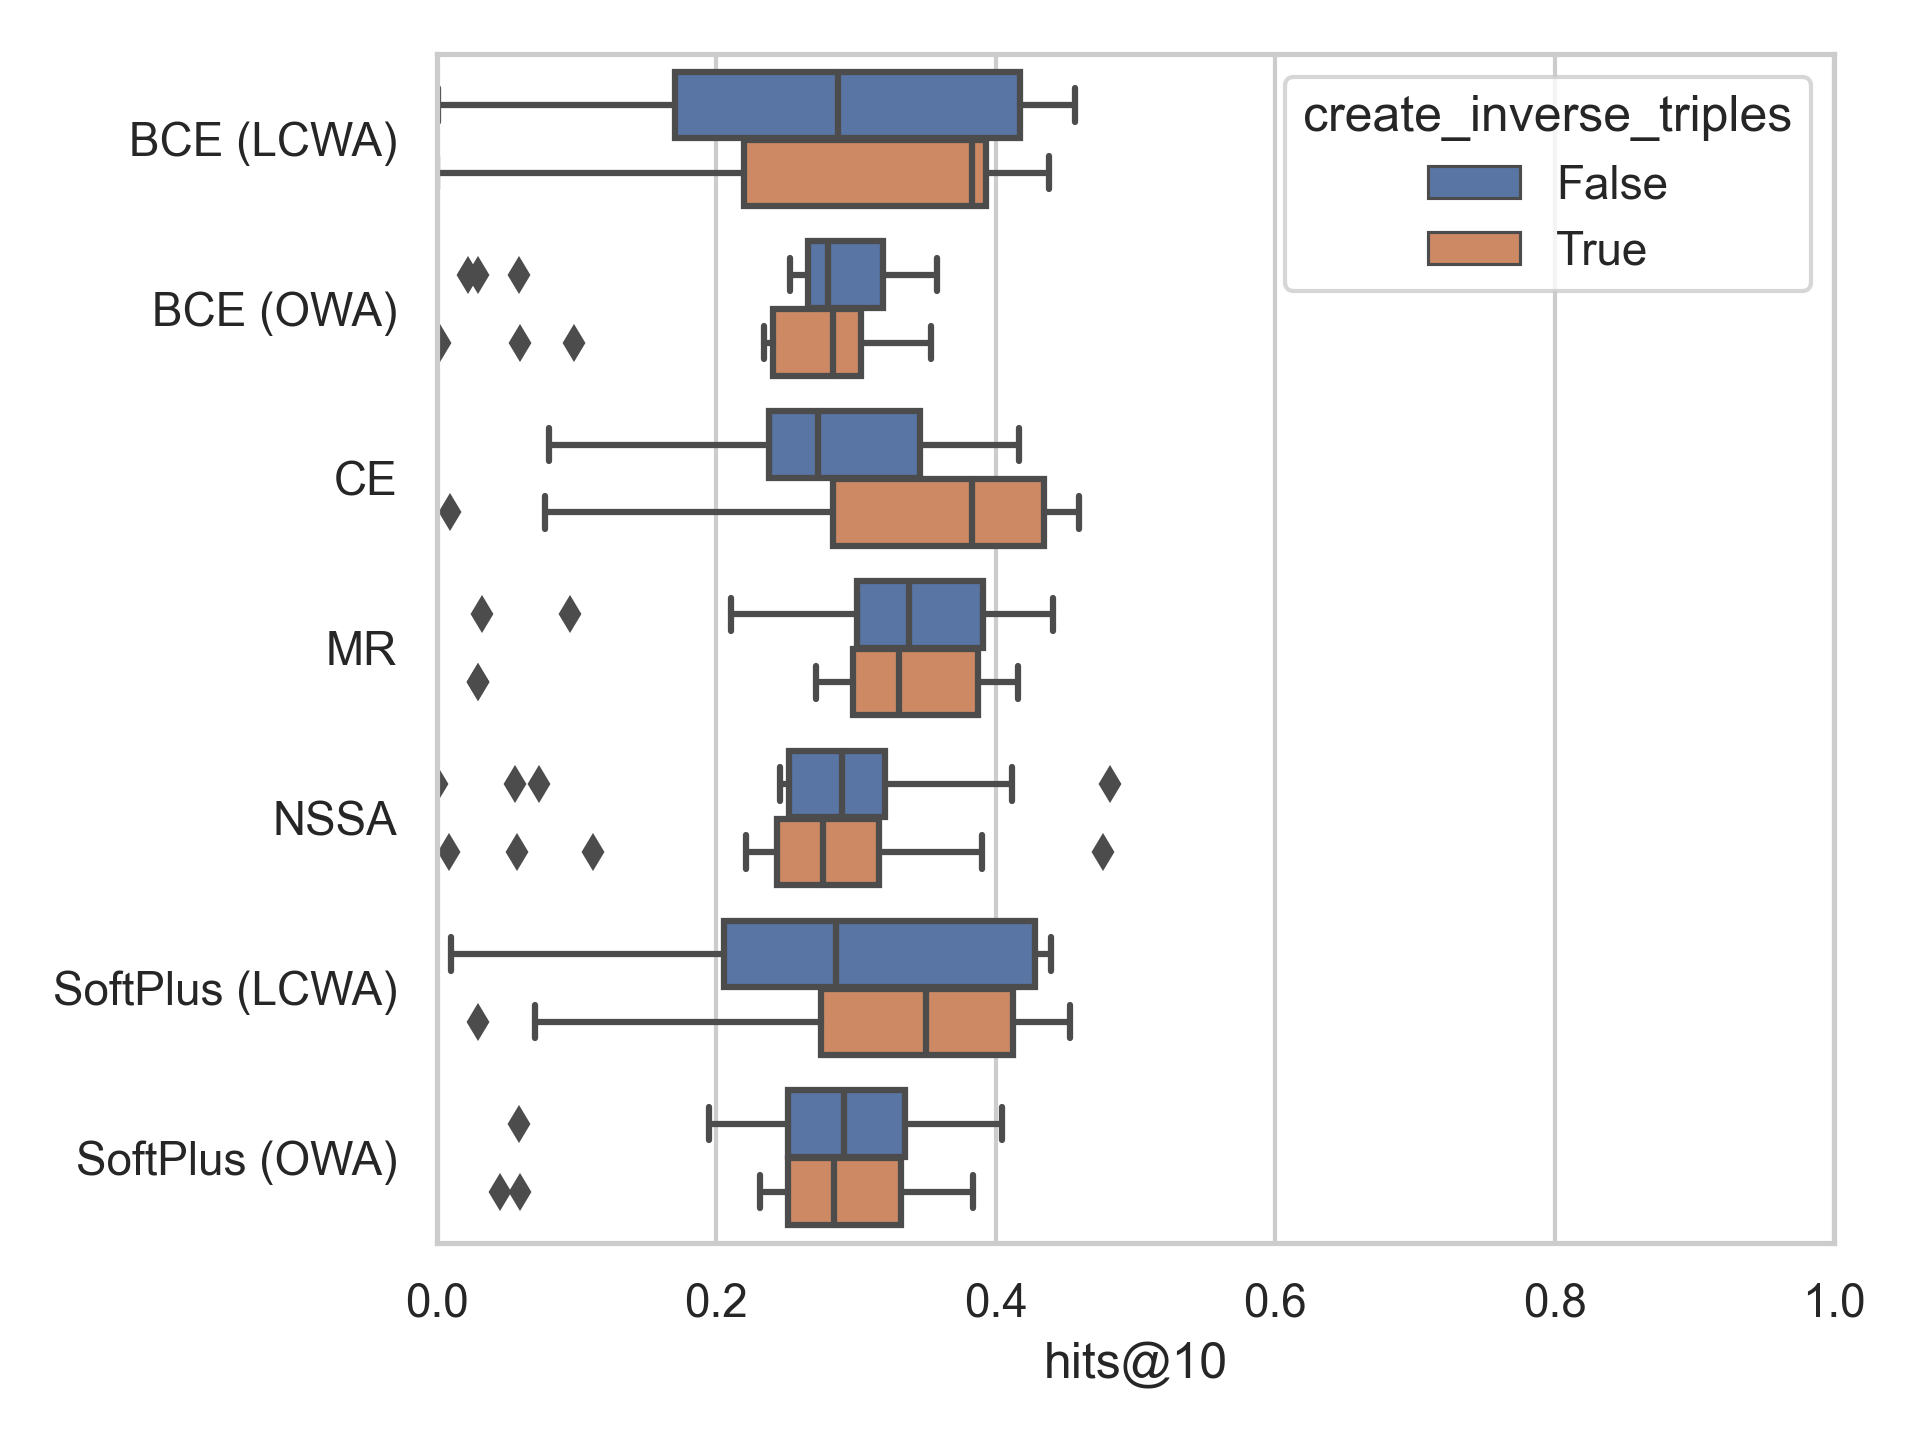 create_inverse_triples
False
True
BCE (LCWA)
BCE (OWA)
CE
MR
NSSA
SoftPlus (LCWA)
SoftPlus (OWA)
0.0 0.2 0.4 0.6 0.8 1.0
hits@10